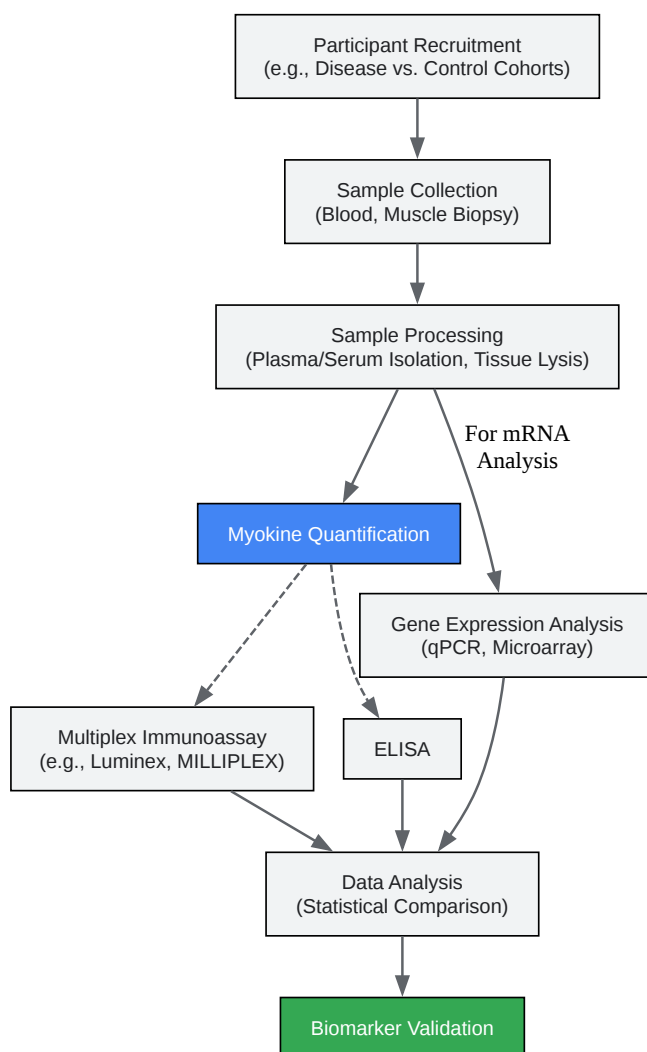 Participant Recruitment
(e.g., Disease vs. Control Cohorts)
Sample Collection
(Blood, Muscle Biopsy)
Sample Processing
(Plasma/Serum Isolation, Tissue Lysis)
For mRNA
Analysis
Myokine Quantification
Gene Expression Analysis
(qPCR, Microarray)
Multiplex Immunoassay
(e.g., Luminex, MILLIPLEX)
ELISA
Data Analysis
(Statistical Comparison)
Biomarker Validation